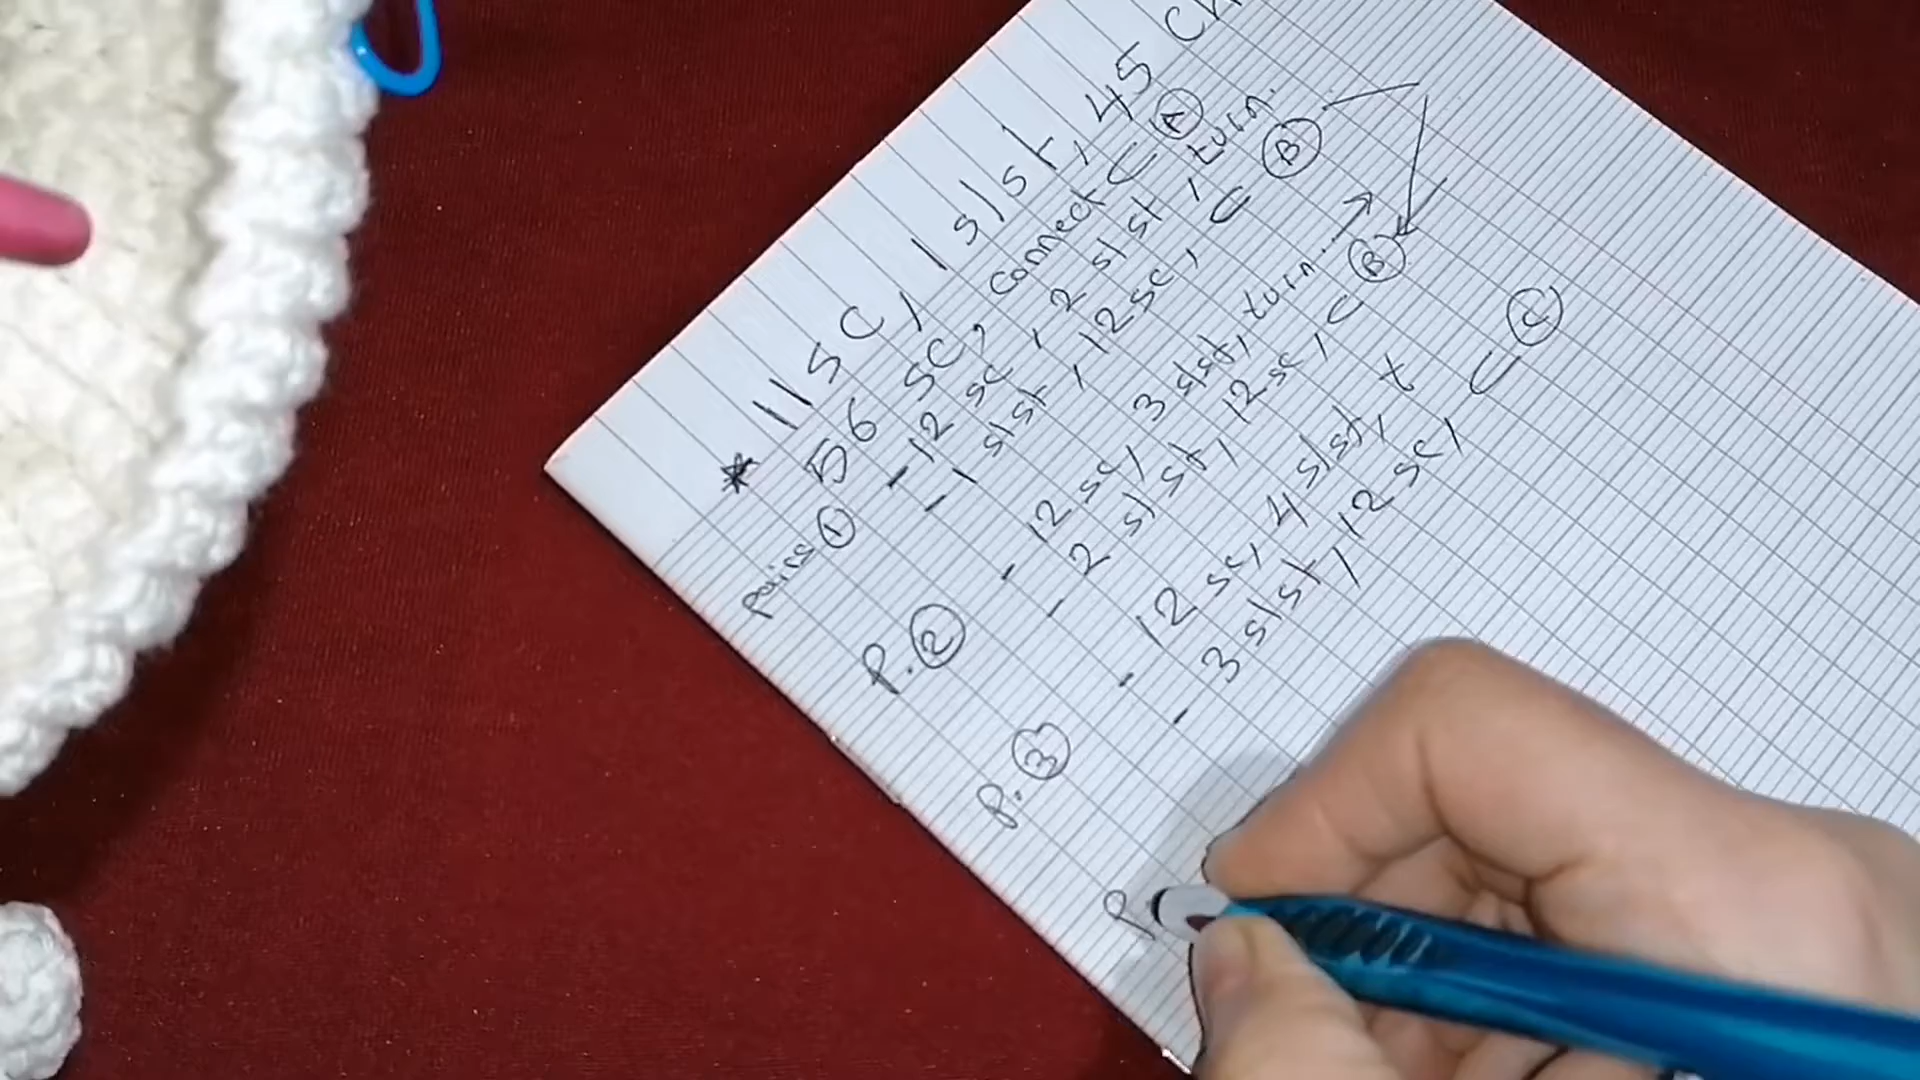 * 11 SC, 1 slst, 45 Ch
56 SC, connect C (A)
paire ① - 12 sc, 2 slst, turn.
- 1 slst, 12 sc, C (B)
P. ② - 12 sc, 3 slst, turn.. →
- 2 slst, 12 sc, C (B)
P. ③ - 12 sc, 4 slst, t
- 3 slst, 12 sc, C (C)
P.